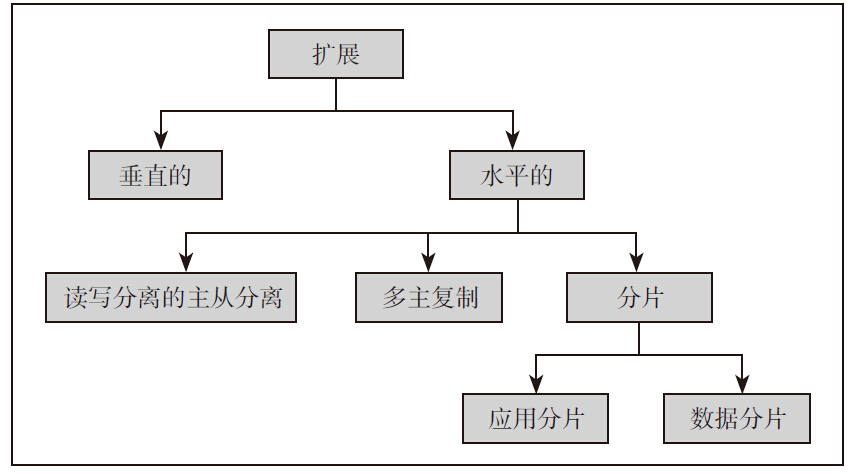 扩展
垂直的
水平的
读写分离的主从分离
多主复制
分片
应用分片
数据分片